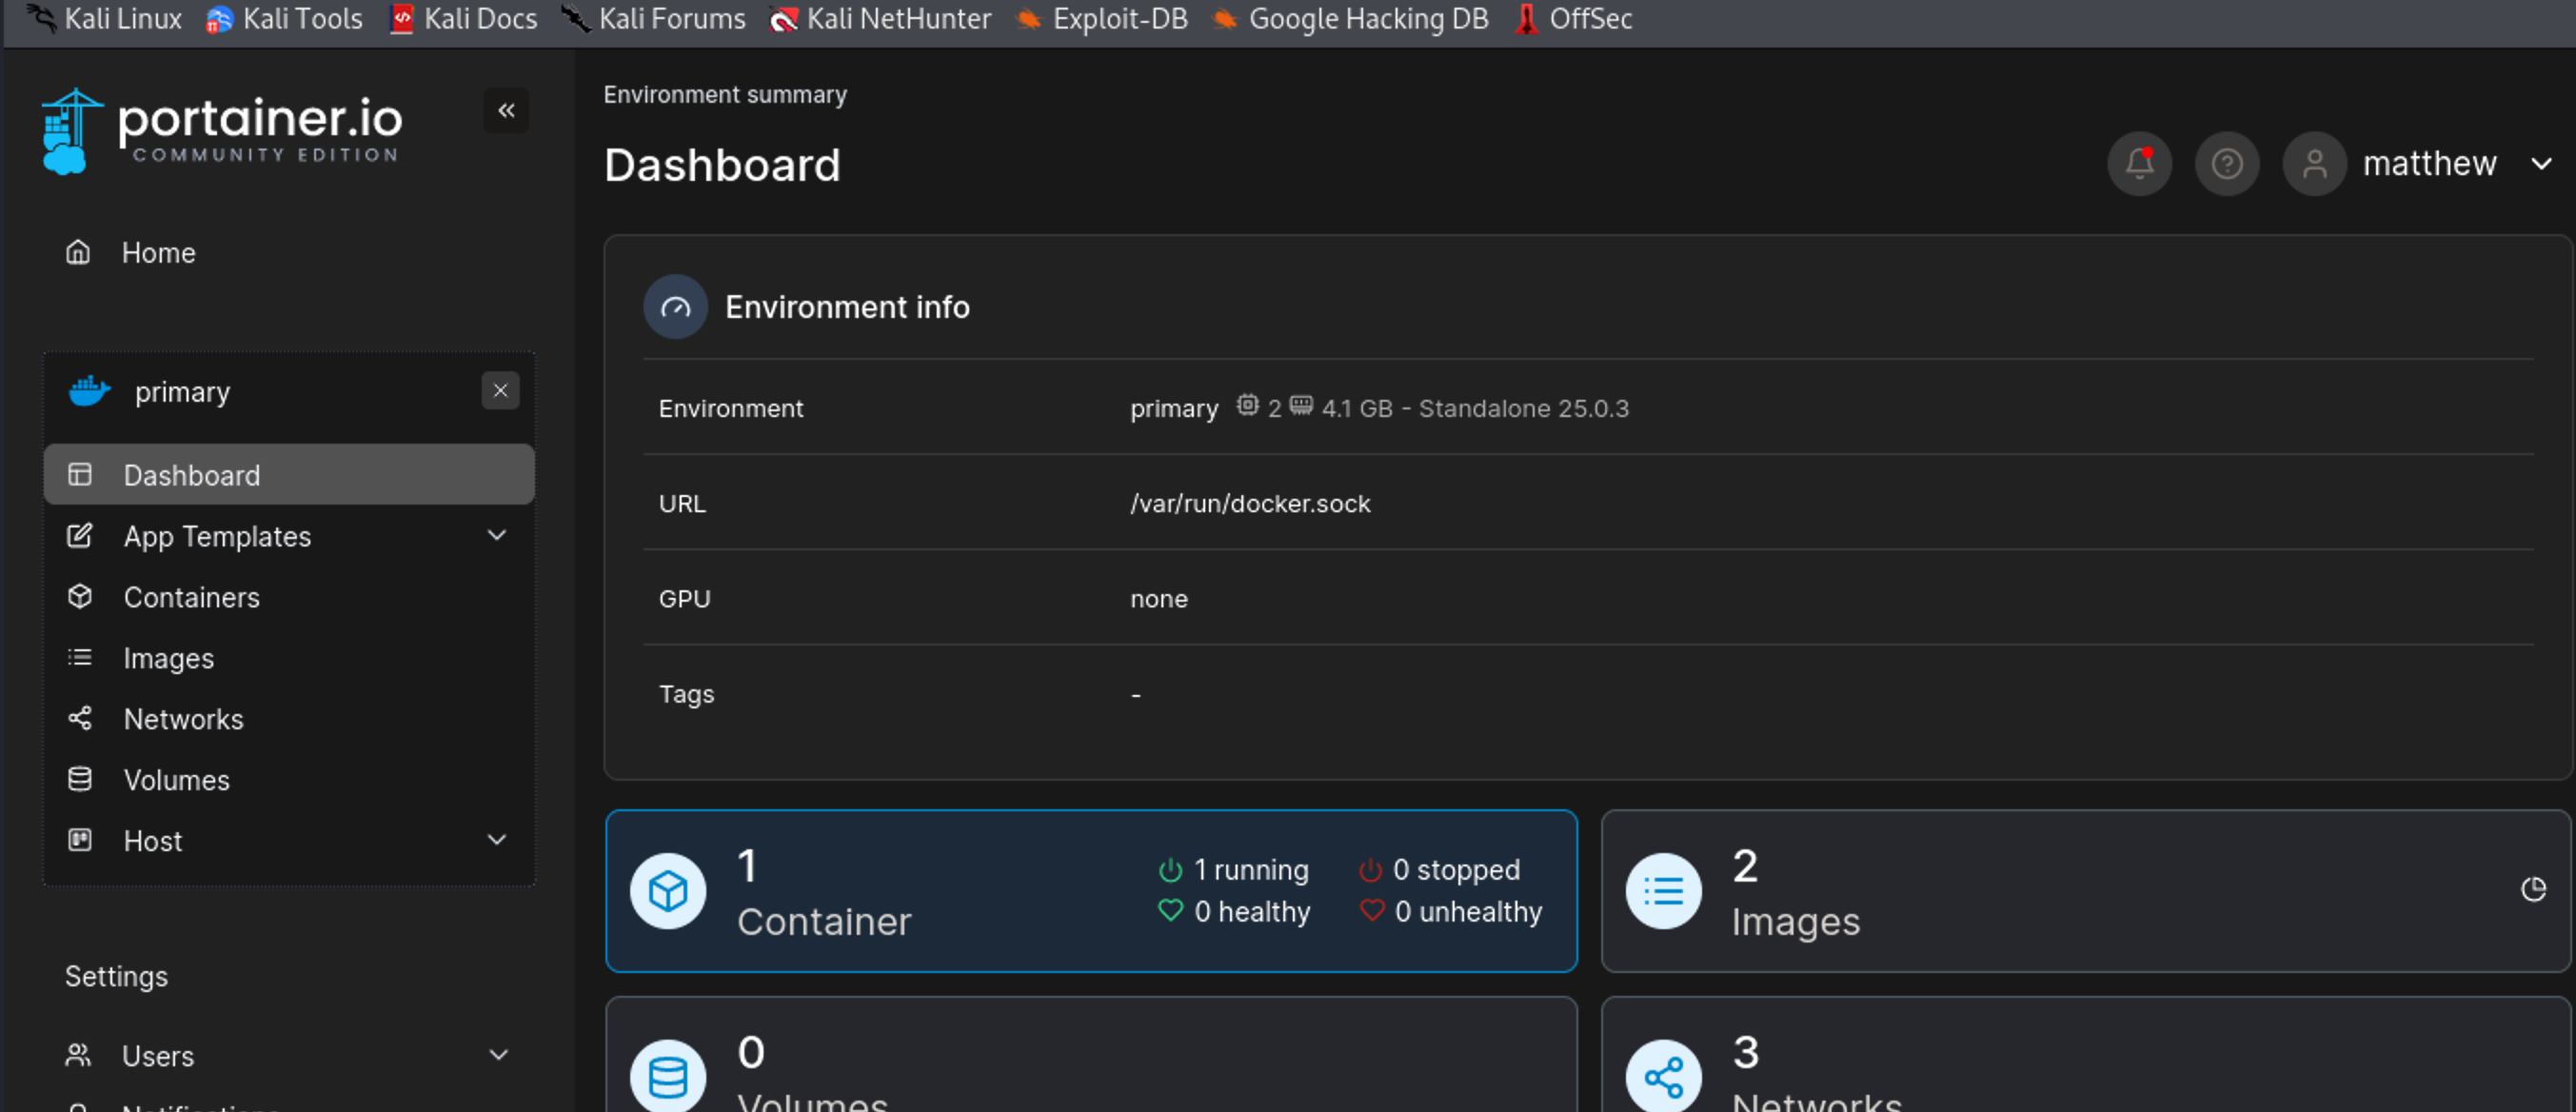 Kali Linux Kali Tools Kali Docs Kali Forums Kali NetHunter Exploit-DB Google Hacking DB OffSec
portainer.io
COMMUNITY EDITION
Home
primary
Dashboard
App Templates
Containers
Images
Networks
Volumes
Host
Settings
Users
Notifications
Environment summary
Dashboard
matthew
Environment info
Environment primary 2 4.1 GB - Standalone 25.0.3
URL /var/run/docker.sock
GPU none
Tags -
1
Container
1 running 0 stopped
0 healthy 0 unhealthy
2
Images
0
Volumes
3
Networks